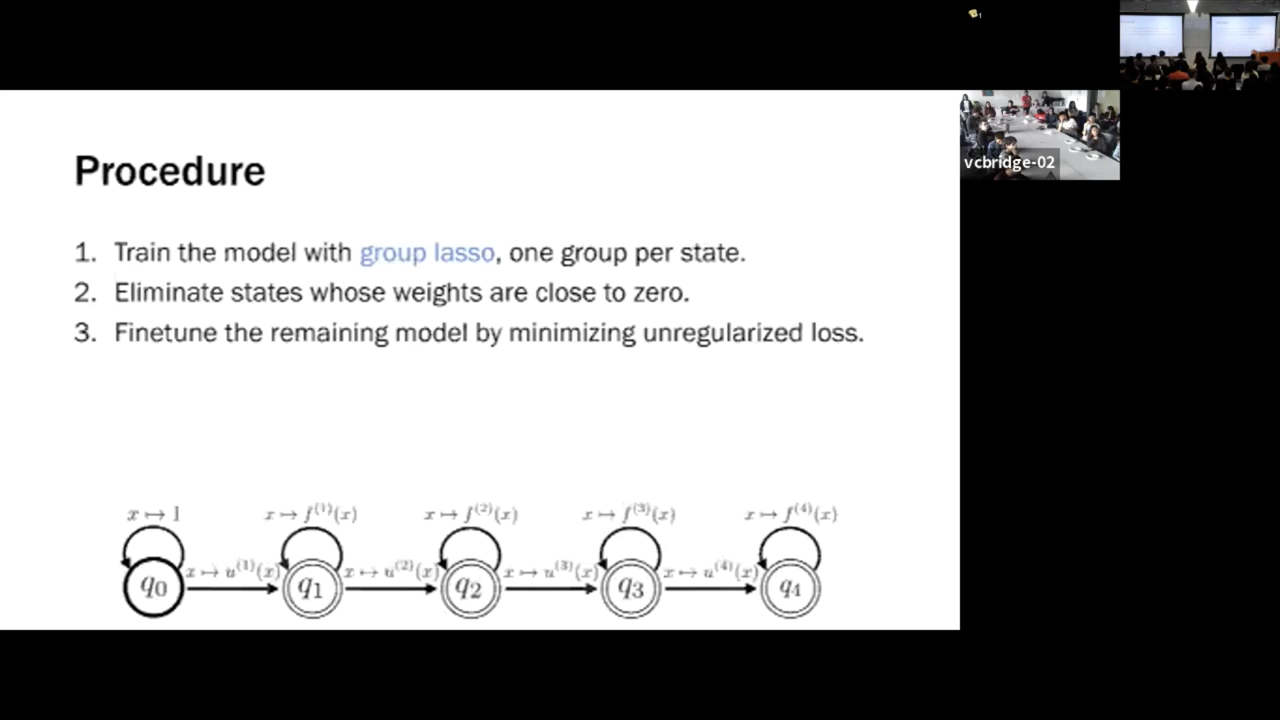 Procedure
1. Train the model with group lasso, one group per state.
2. Eliminate states whose weights are close to zero.
3. Finetune the remaining model by minimizing unregularized loss.
x ↦ 1 x ↦ f⁽¹⁾(x) x ↦ f⁽²⁾(x) x ↦ f⁽³⁾(x) x ↦ f⁽⁴⁾(x)
x ↦ u⁽¹⁾(x) x ↦ u⁽²⁾(x) x ↦ u⁽³⁾(x) x ↦ u⁽⁴⁾(x)
q₀ q₁ q₂ q₃ q₄
vcbridge-02